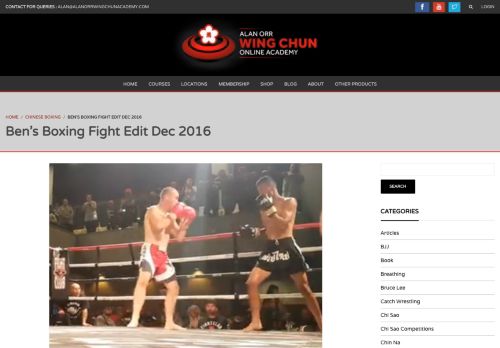 CONTACT FOR QUERIES : ALAN@ALANORRWINGCHUNACADEMY.COM
LOGIN
ALAN ORR
WING CHUN
ONLINE ACADEMY
HOME COURSES LOCATIONS MEMBERSHIP SHOP BLOG ABOUT OTHER PRODUCTS
HOME / CHINESE BOXING / BEN'S BOXING FIGHT EDIT DEC 2016
Ben's Boxing Fight Edit Dec 2016
SEARCH
CATEGORIES
Articles
BJJ
Book
Breathing
Bruce Lee
Catch Wrestling
Chi Sao
Chi Sao Competitions
Chin Na